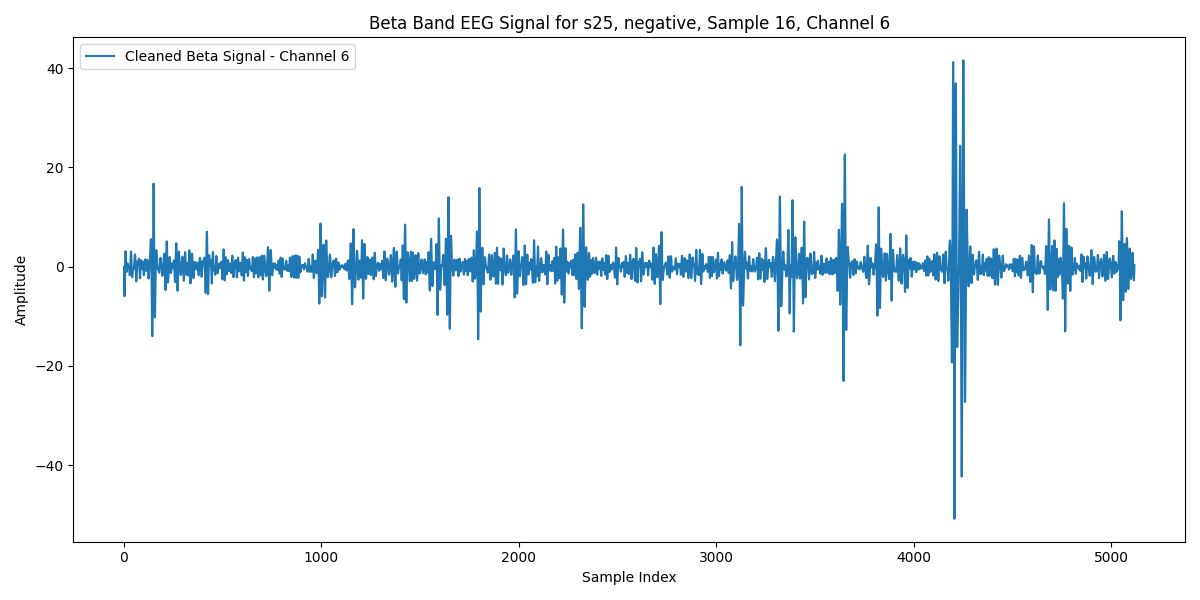 Beta Band EEG Signal for s25, negative, Sample 16, Channel 6
Cleaned Beta Signal - Channel 6
40
20
0
−20
−40
Amplitude
0 1000 2000 3000 4000 5000
Sample Index